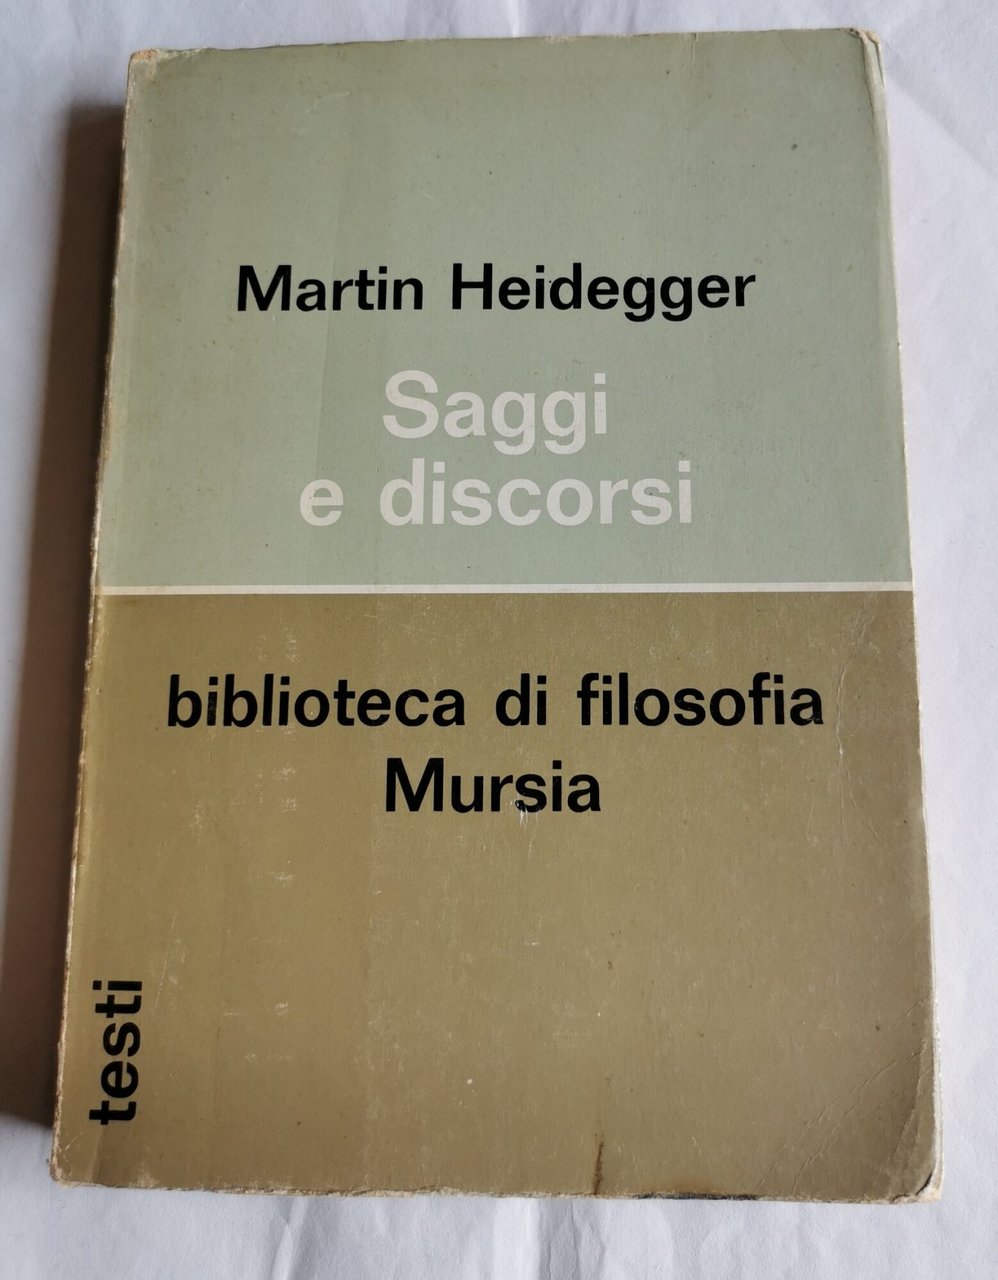 Martin Heidegger
Saggi
e discorsi
biblioteca di filosofia
Mursia
testi